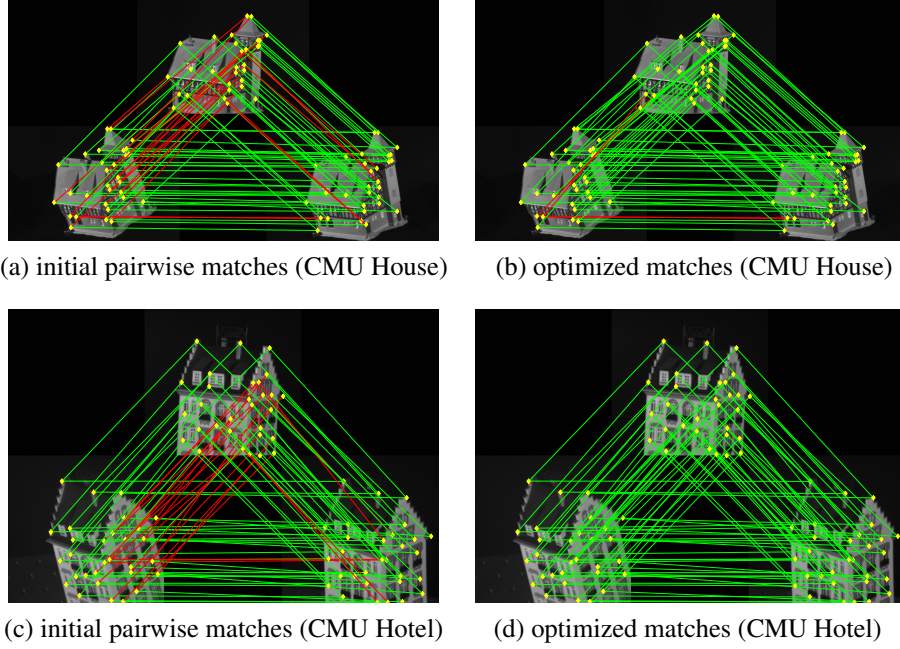 (a) initial pairwise matches (CMU House)
(b) optimized matches (CMU House)
(c) initial pairwise matches (CMU Hotel)
(d) optimized matches (CMU Hotel)